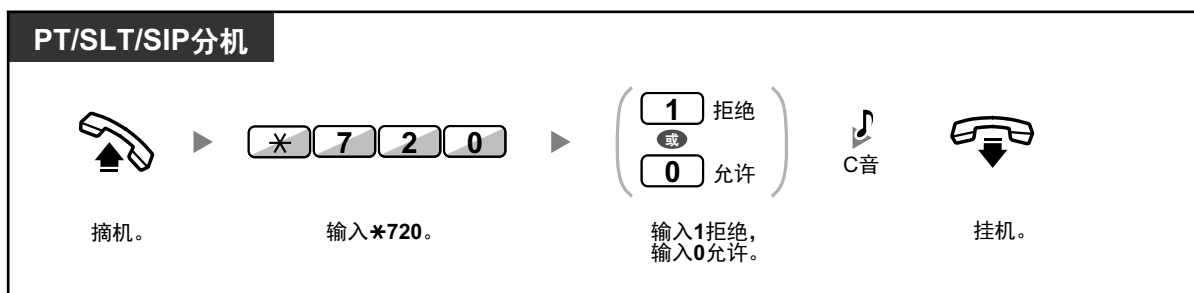 PT/SLT/SIP分机
✳ 7 2 0
1 拒绝
或
0 允许
C音
摘机。
输入✳720。
输入1拒绝，
输入0允许。
挂机。